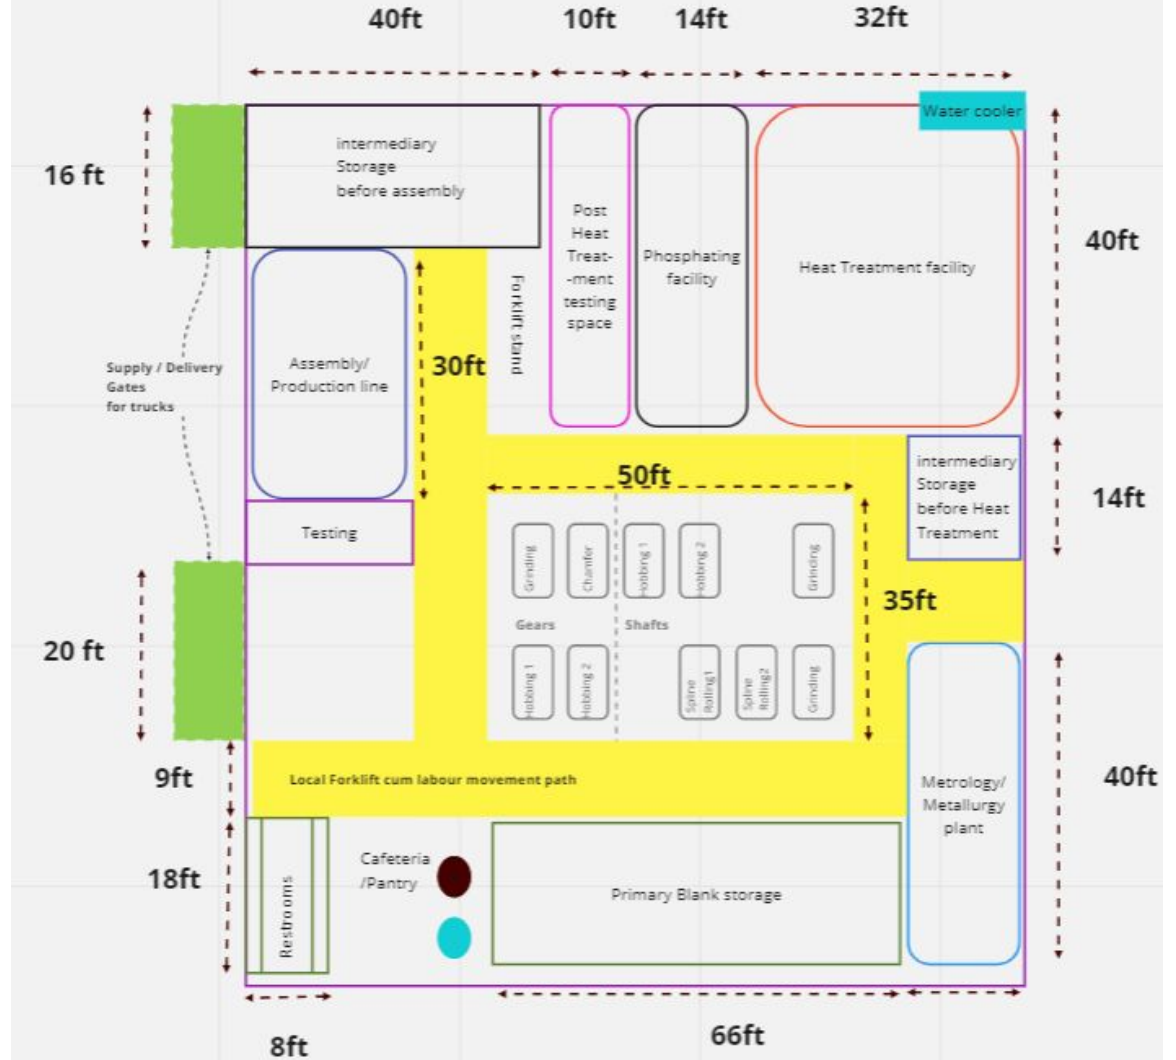 40ft
10ft
14ft
32ft
Water cooler
16 ft
intermediary
Storage
before assembly
Post
Heat
Treat-
-ment
testing
space
Phosphating
facility
Heat Treatment facility
40ft
Forklift stand
Supply / Delivery
Gates
for trucks
Assembly/
Production line
30ft
50ft
intermediary
Storage
before Heat
Treatment
14ft
Testing
Grinding
Chamfer
Hobbing 1
Hobbing 2
Grinding
35ft
Gears
Shafts
20 ft
Hobbing 1
Hobbing 2
Spline
Rolling1
Spline
Rolling2
Grinding
9ft
Local Forklift cum labour movement path
Metrology/
Metallurgy
plant
40ft
18ft
Restrooms
Cafeteria
/Pantry
Primary Blank storage
8ft
66ft